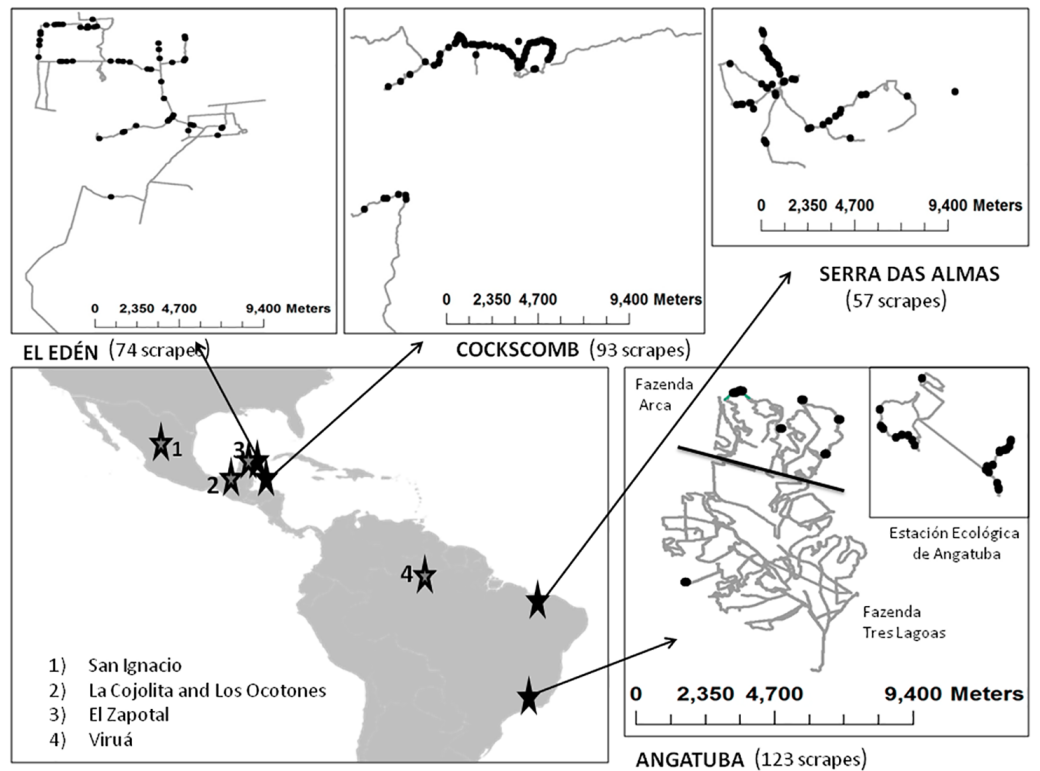 0 2,350 4,700 9,400 Meters
EL EDÉN (74 scrapes)
0 2,350 4,700 9,400 Meters
COCKSCOMB (93 scrapes)
0 2,350 4,700 9,400 Meters
SERRA DAS ALMAS
(57 scrapes)
1
3
2
4
1) San Ignacio
2) La Cojolita and Los Ocotones
3) El Zapotal
4) Viruá
Fazenda
Arca
Estación Ecológica
de Angatuba
Fazenda
Tres Lagoas
0 2,350 4,700 9,400 Meters
ANGATUBA (123 scrapes)